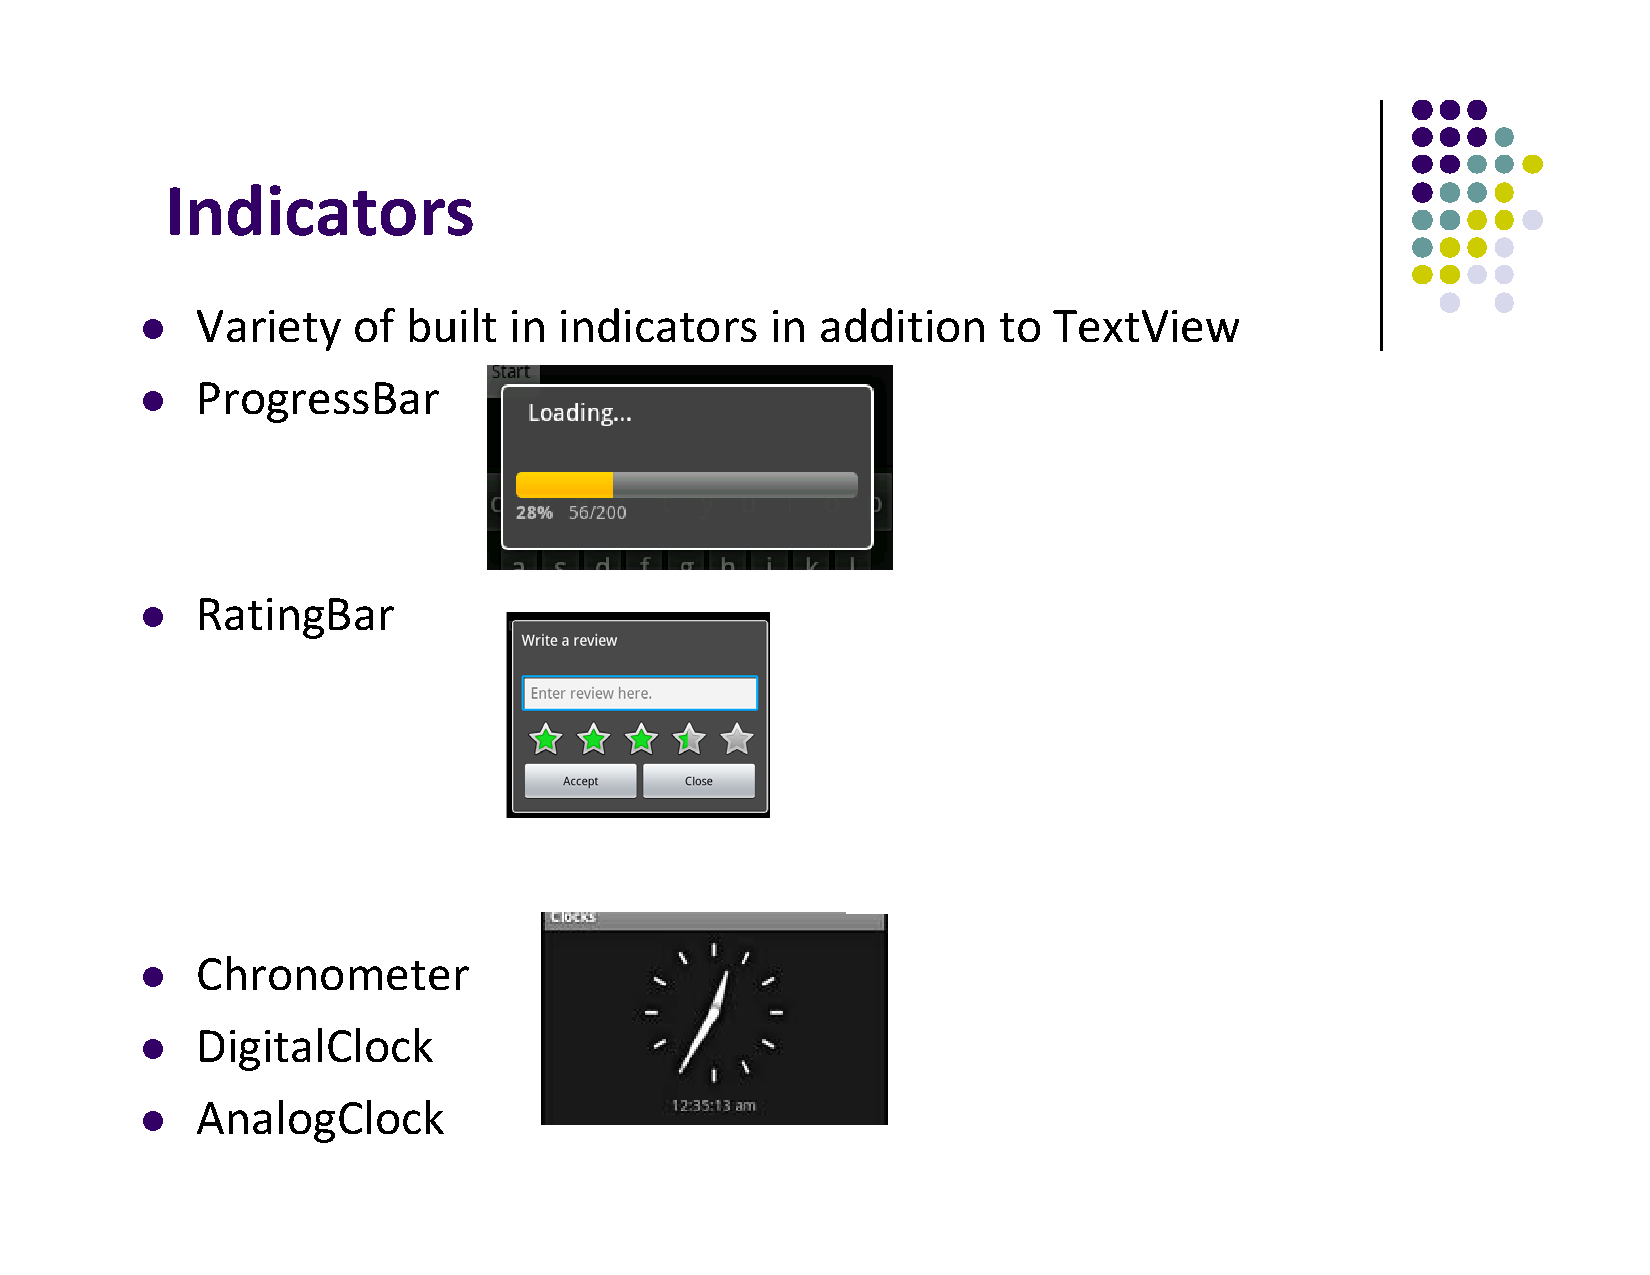 Indicators
Variety of built in indicators in addition to TextView
ProgressBar
Start
Loading...
28% 56/200
a s d f g h j k l
RatingBar
Write a review
Enter review here.
Accept Close
Clocks
Chronometer
DigitalClock
12:35:13 am
AnalogClock